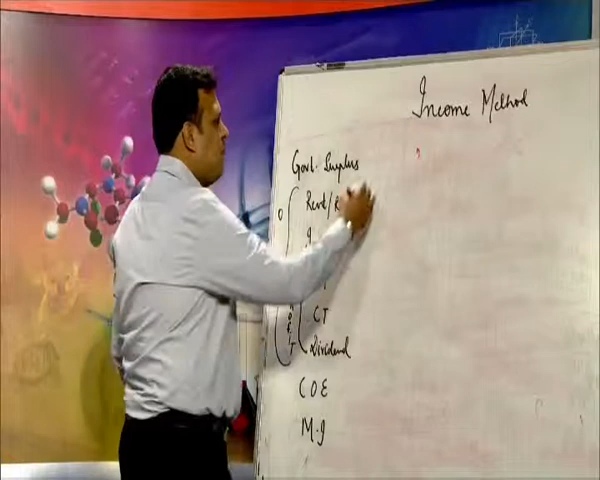 Income Method
Govt. Surplus
Rent/R
CT
Dividend
COE
M.I